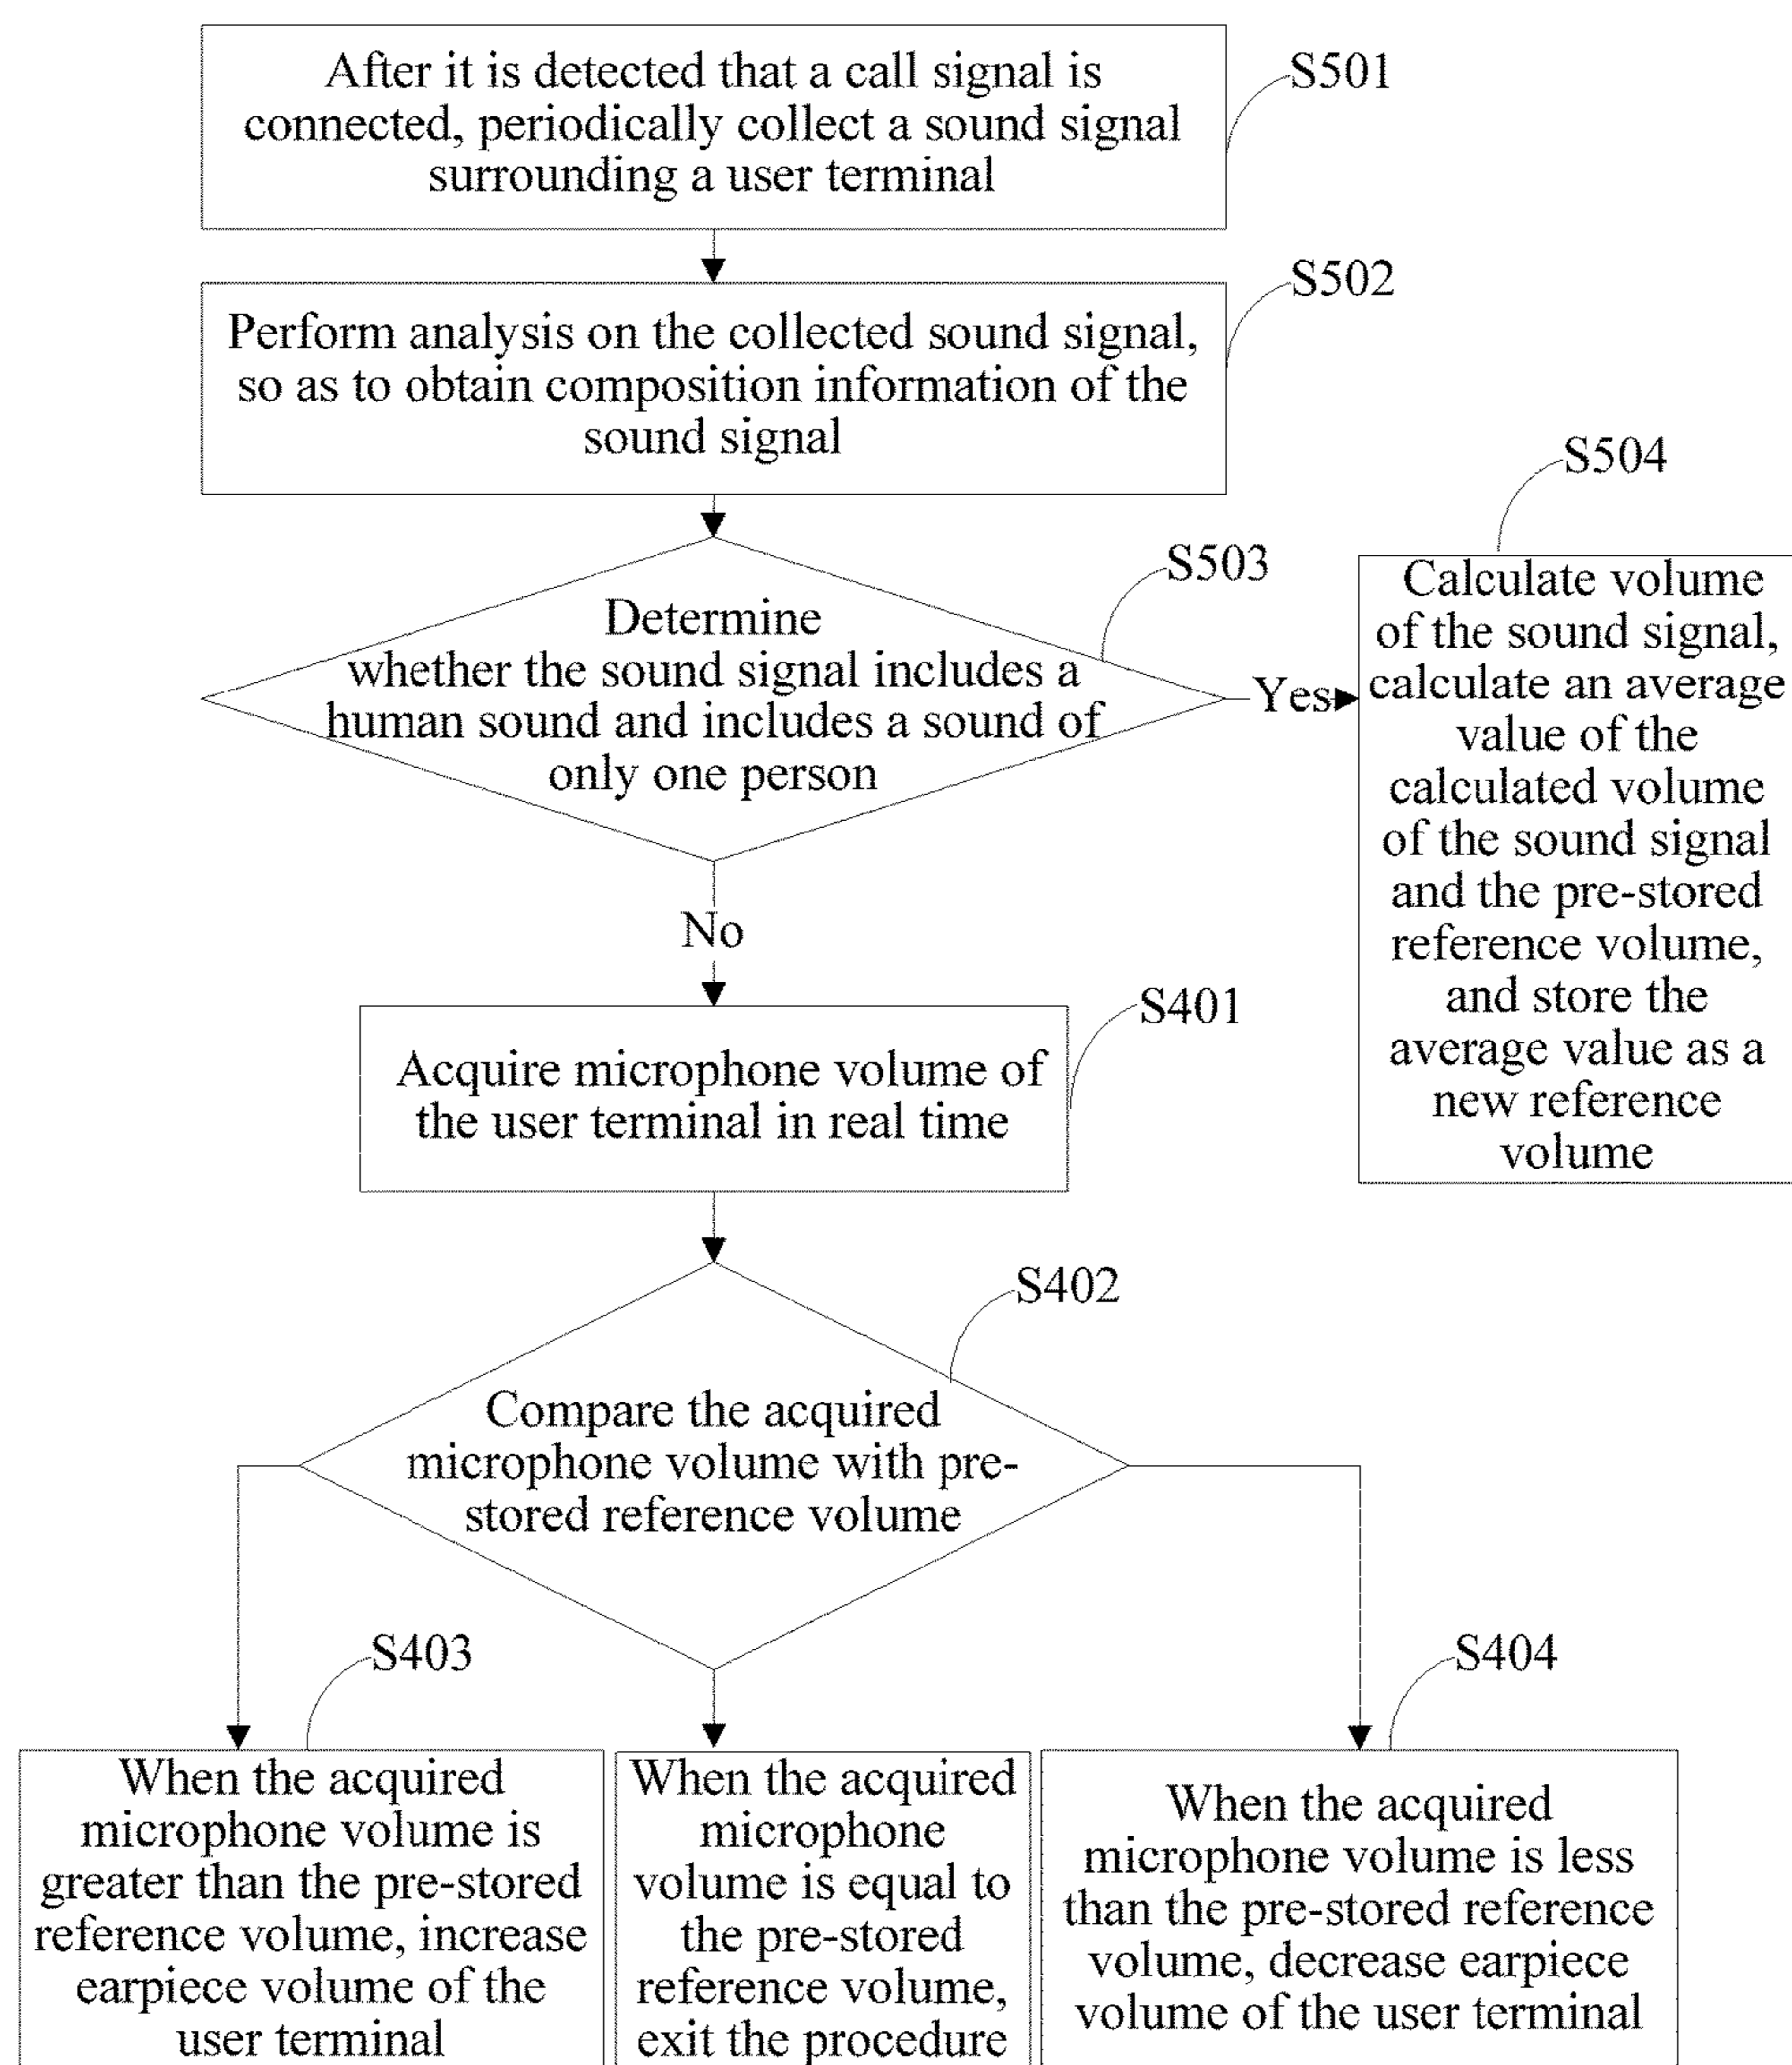 After it is detected that a call signal is
connected, periodically collect a sound signal
surrounding a user terminal
S501
Perform analysis on the collected sound signal,
so as to obtain composition information of the
sound signal
S502
Determine
whether the sound signal includes a
human sound and includes a sound of
only one person
S503
Yes
S504
Calculate volume
of the sound signal,
calculate an average
value of the
calculated volume
of the sound signal
and the pre-stored
reference volume,
and store the
average value as a
new reference
volume
No
Acquire microphone volume of
the user terminal in real time
S401
Compare the acquired
microphone volume with pre-
stored reference volume
S402
S403
When the acquired
microphone volume is
greater than the pre-stored
reference volume, increase
earpiece volume of the
user terminal
When the acquired
microphone
volume is equal to
the pre-stored
reference volume,
exit the procedure
S404
When the acquired
microphone volume is less
than the pre-stored reference
volume, decrease earpiece
volume of the user terminal